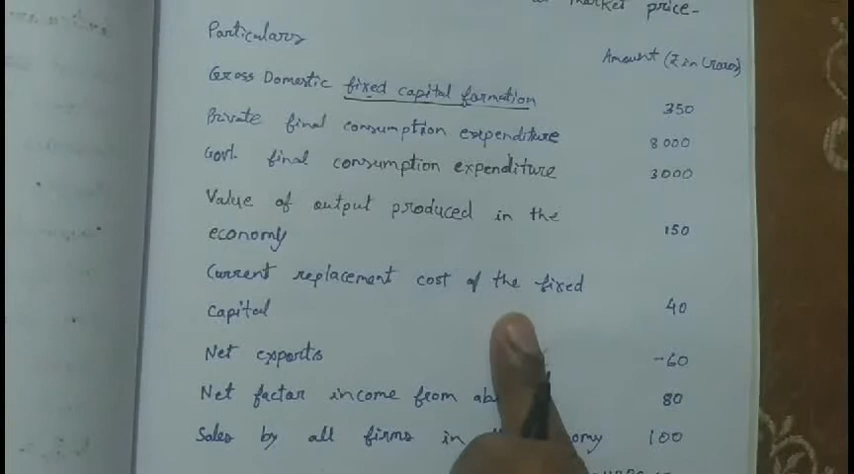 market price-
Particulars
Amount (₹ in Crores)
Gross Domestic fixed capital formation 350
Private final consumption expenditure 8000
Govt. final consumption expenditure 3000
Value of output produced in the
economy 150
Current replacement cost of the fixed
capital 40
Net exports -60
Net factor income from ab 80
Sales by all firms in omy 100